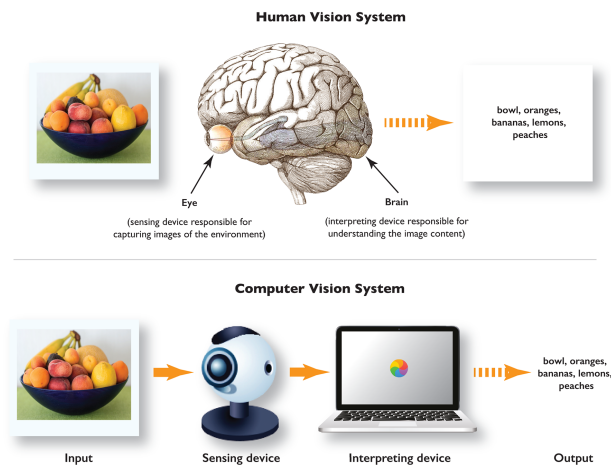 Human Vision System
bowl, oranges,
bananas, lemons,
peaches
Eye
(sensing device responsible for
capturing images of the environment)
Brain
(interpreting device responsible for
understanding the image content)
Computer Vision System
bowl, oranges,
bananas, lemons,
peaches
Input
Sensing device
Interpreting device
Output